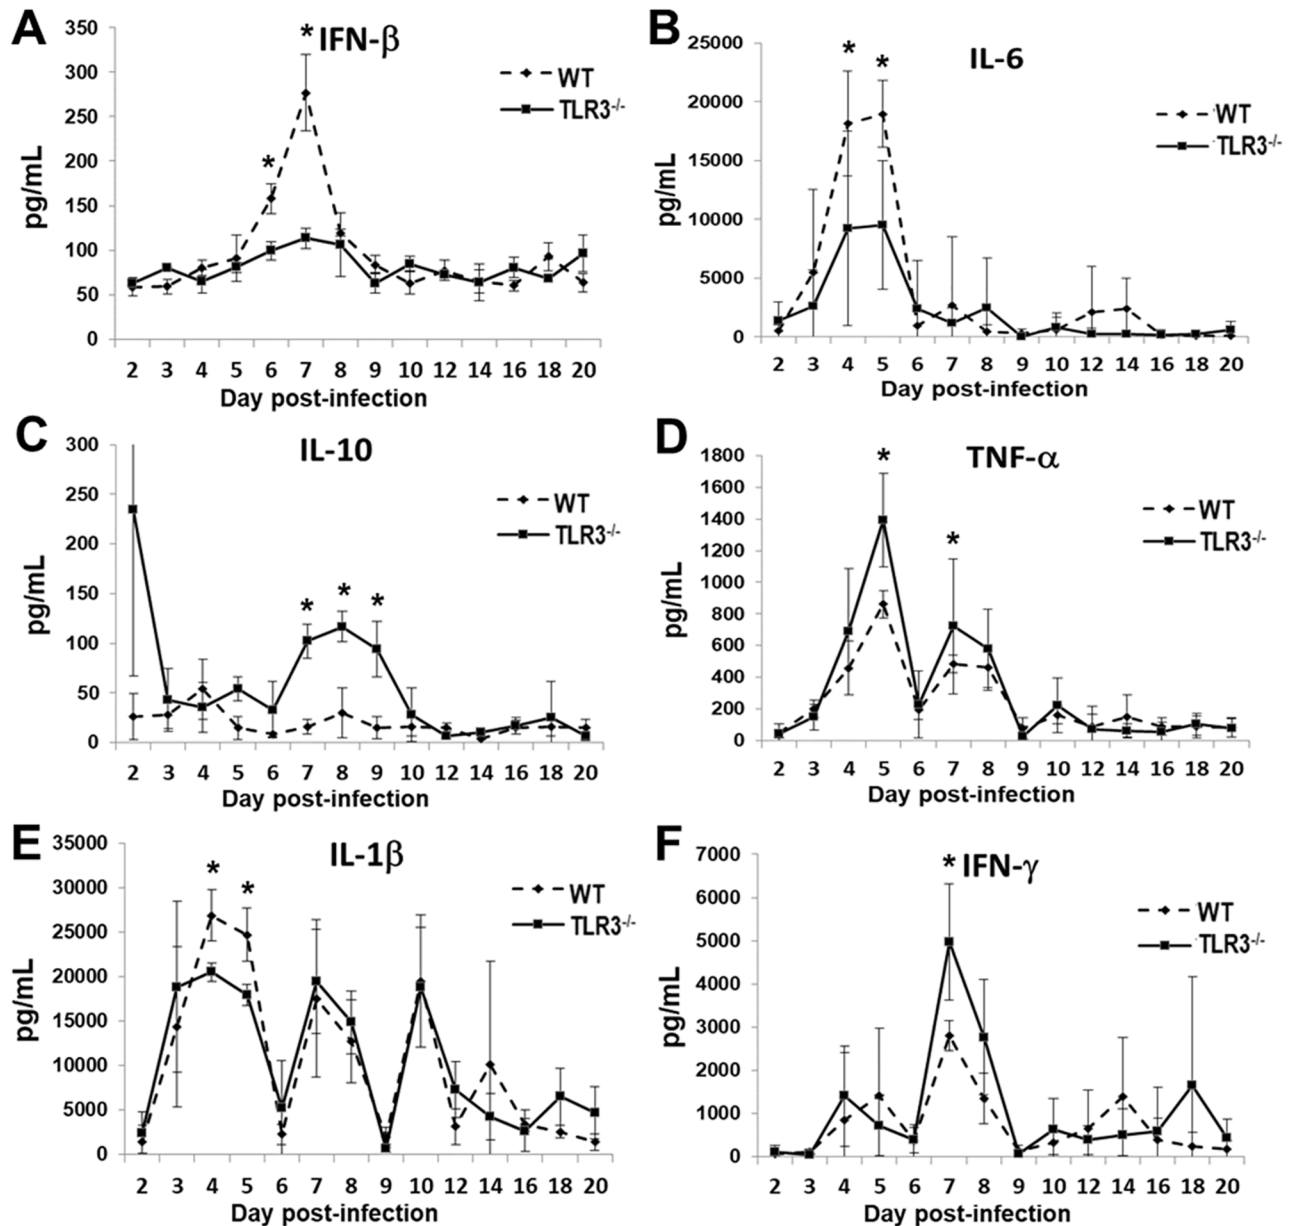 A
* IFN-β
350
300
250
200
150
100
50
0
pg/mL
*
WT
TLR3-/-
2 3 4 5 6 7 8 9 10 12 14 16 18 20
Day post-infection
B
IL-6
25000
20000
15000
10000
5000
0
pg/mL
* *
WT
TLR3-/-
2 3 4 5 6 7 8 9 10 12 14 16 18 20
Day post-infection
C
IL-10
300
250
200
150
100
50
0
pg/mL
* * *
WT
TLR3-/-
2 3 4 5 6 7 8 9 10 12 14 16 18 20
Day post-infection
D
TNF-α
1800
1600
1400
1200
1000
800
600
400
200
0
pg/mL
* *
WT
TLR3-/-
2 3 4 5 6 7 8 9 10 12 14 16 18 20
Day post-infection
E
IL-1β
35000
30000
25000
20000
15000
10000
5000
0
pg/mL
* *
WT
TLR3-/-
2 3 4 5 6 7 8 9 10 12 14 16 18 20
Day post-infection
F
* IFN-γ
7000
6000
5000
4000
3000
2000
1000
0
pg/mL
WT
TLR3-/-
2 3 4 5 6 7 8 9 10 12 14 16 18 20
Day post-infection